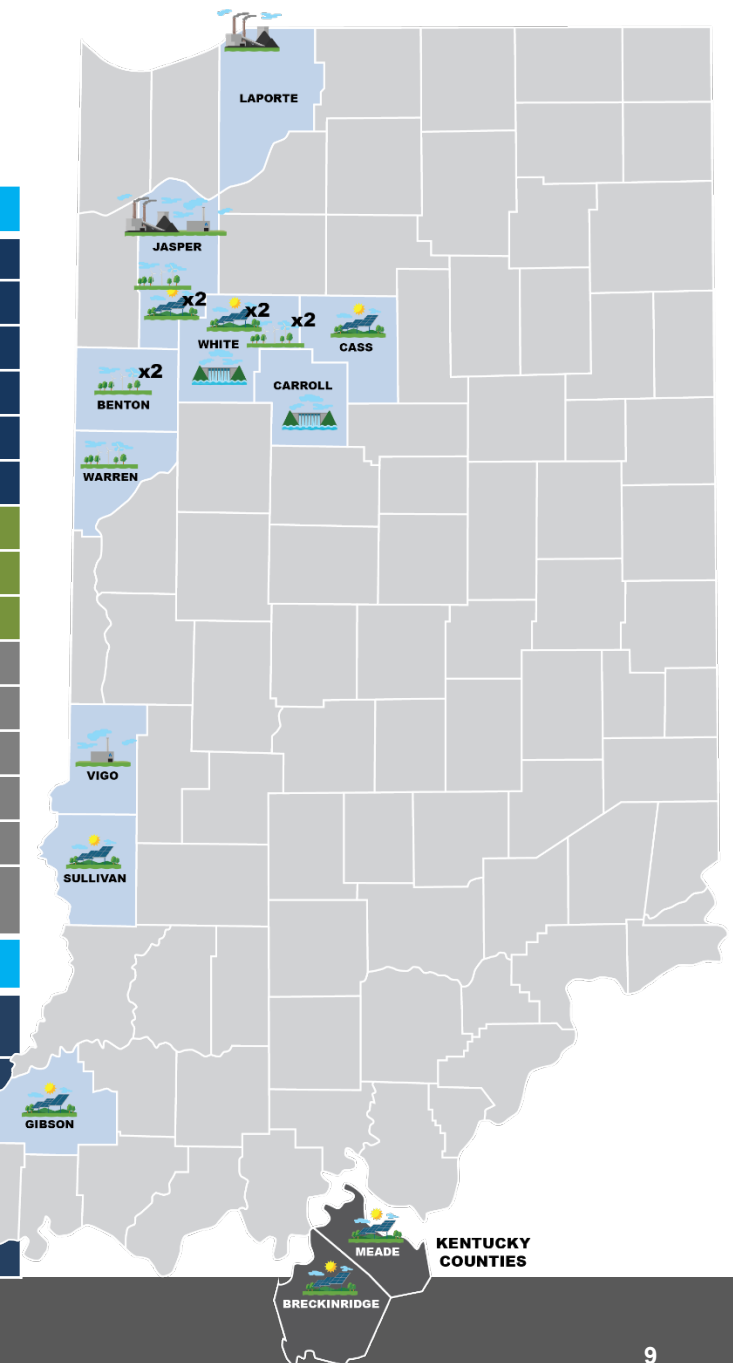 LAPORTE
JASPER
x2
x2
x2
WHITE
CASS
x2
CARROLL
BENTON
WARREN
VIGO
SULLIVAN
GIBSON
MEADE
KENTUCKY
COUNTIES
BRECKINRIDGE
9